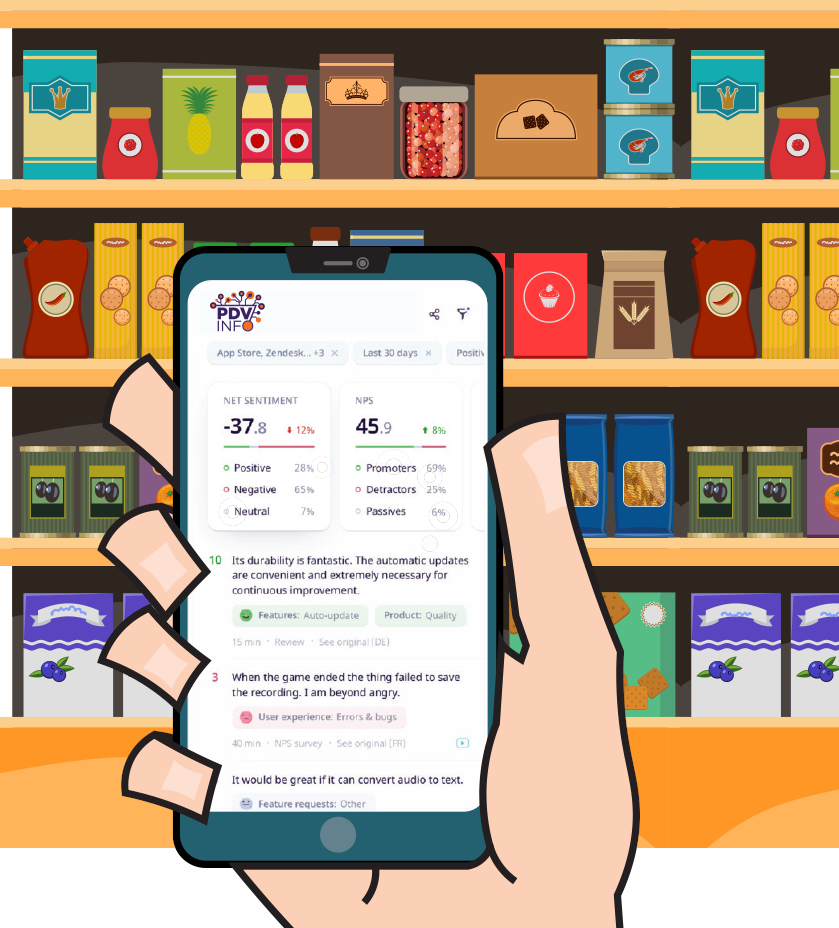 PDV
INFO
App Store, Zendesk... +3 ×
Last 30 days ×
NET SENTIMENT
-37.8
12%
Positive 28%
Negative 65%
Neutral 7%
NPS
45.9
8%
Promoters 69%
Detractors 25%
Passives 6%
10
Its durability is fantastic. The automatic updates
are convenient and extremely necessary for
continuous improvement.
Features: Auto-update
Product: Quality
15 min · Review · See original (DE)
3
When the game ended the thing failed to save
the recording. I am beyond angry.
User experience: Errors & bugs
40 min · NPS survey · See original (FR)
It would be great if it can convert audio to text.
Feature requests: Other